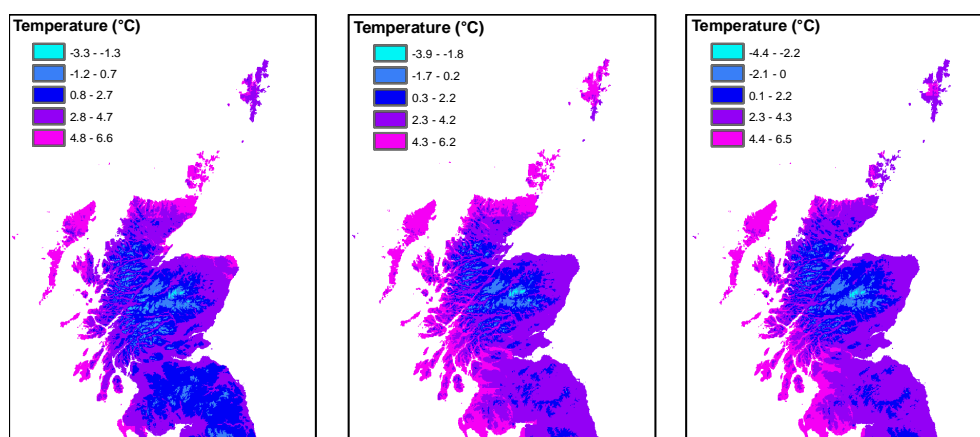 Temperature (°C)
-3.3 - -1.3
-1.2 - 0.7
0.8 - 2.7
2.8 - 4.7
4.8 - 6.6
Temperature (°C)
-3.9 - -1.8
-1.7 - 0.2
0.3 - 2.2
2.3 - 4.2
4.3 - 6.2
Temperature (°C)
-4.4 - -2.2
-2.1 - 0
0.1 - 2.2
2.3 - 4.3
4.4 - 6.5